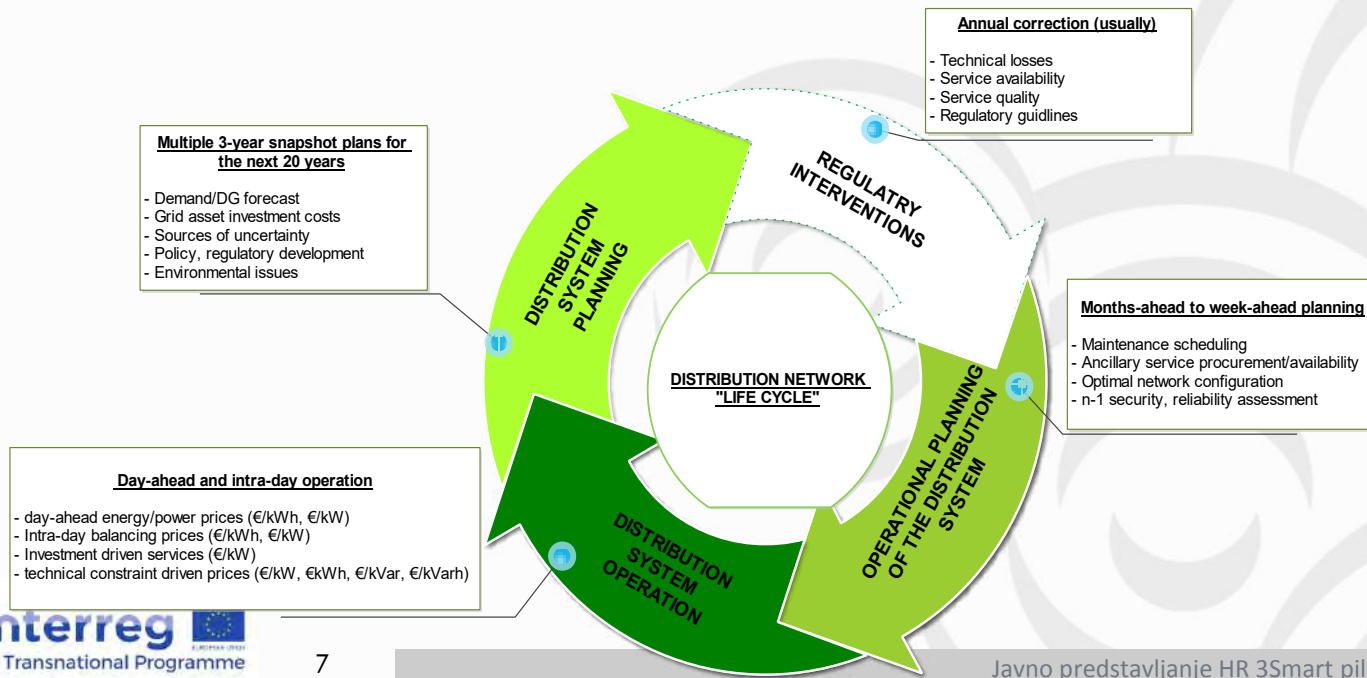 Annual correction (usually)
- Technical losses
- Service availability
- Service quality
- Regulatory guidlines
Multiple 3-year snapshot plans for
the next 20 years
- Demand/DG forecast
- Grid asset investment costs
- Sources of uncertainty
- Policy, regulatory development
- Environmental issues
REGULATRY
INTERVENTIONS
DISTRIBUTION
SYSTEM
PLANNING
Months-ahead to week-ahead planning
- Maintenance scheduling
- Ancillary service procurement/availability
- Optimal network configuration
- n-1 security, reliability assessment
DISTRIBUTION NETWORK
"LIFE CYCLE"
OPERATIONAL PLANNING
OF THE DISTRIBUTION
SYSTEM
Day-ahead and intra-day operation
- day-ahead energy/power prices (€/kWh, €/kW)
- Intra-day balancing prices (€/kWh, €/kW)
- Investment driven services (€/kW)
- technical constraint driven prices (€/kW, €kWh, €/kVar, €/kVarh)
DISTRIBUTION
SYSTEM
OPERATION
nterreg
EUROPEAN UNION
Transnational Programme
7
Javno predstavljanje HR 3Smart pil